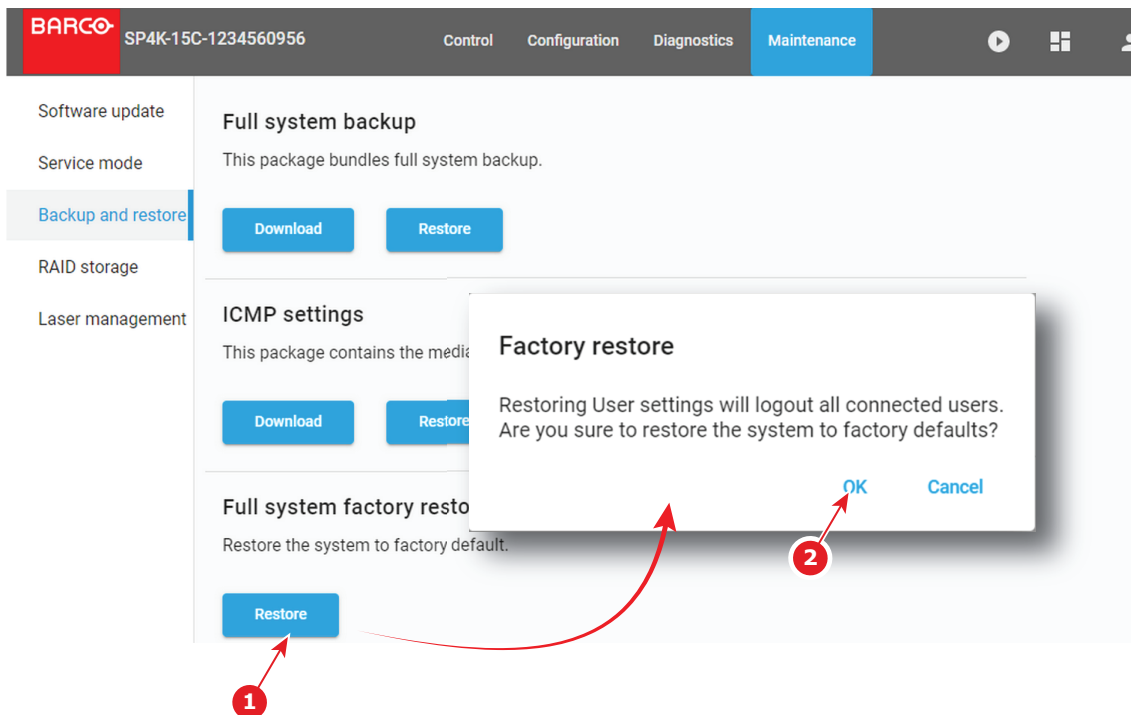 BARCO
SP4K-15C-1234560956
Control
Configuration
Diagnostics
Maintenance
Software update
Service mode
Backup and restore
RAID storage
Laser management
Full system backup
This package bundles full system backup.
Download
Restore
ICMP settings
This package contains the media
Download
Restore
Full system factory resto
Restore the system to factory default.
Restore
Factory restore
Restoring User settings will logout all connected users.
Are you sure to restore the system to factory defaults?
OK
Cancel
1
2